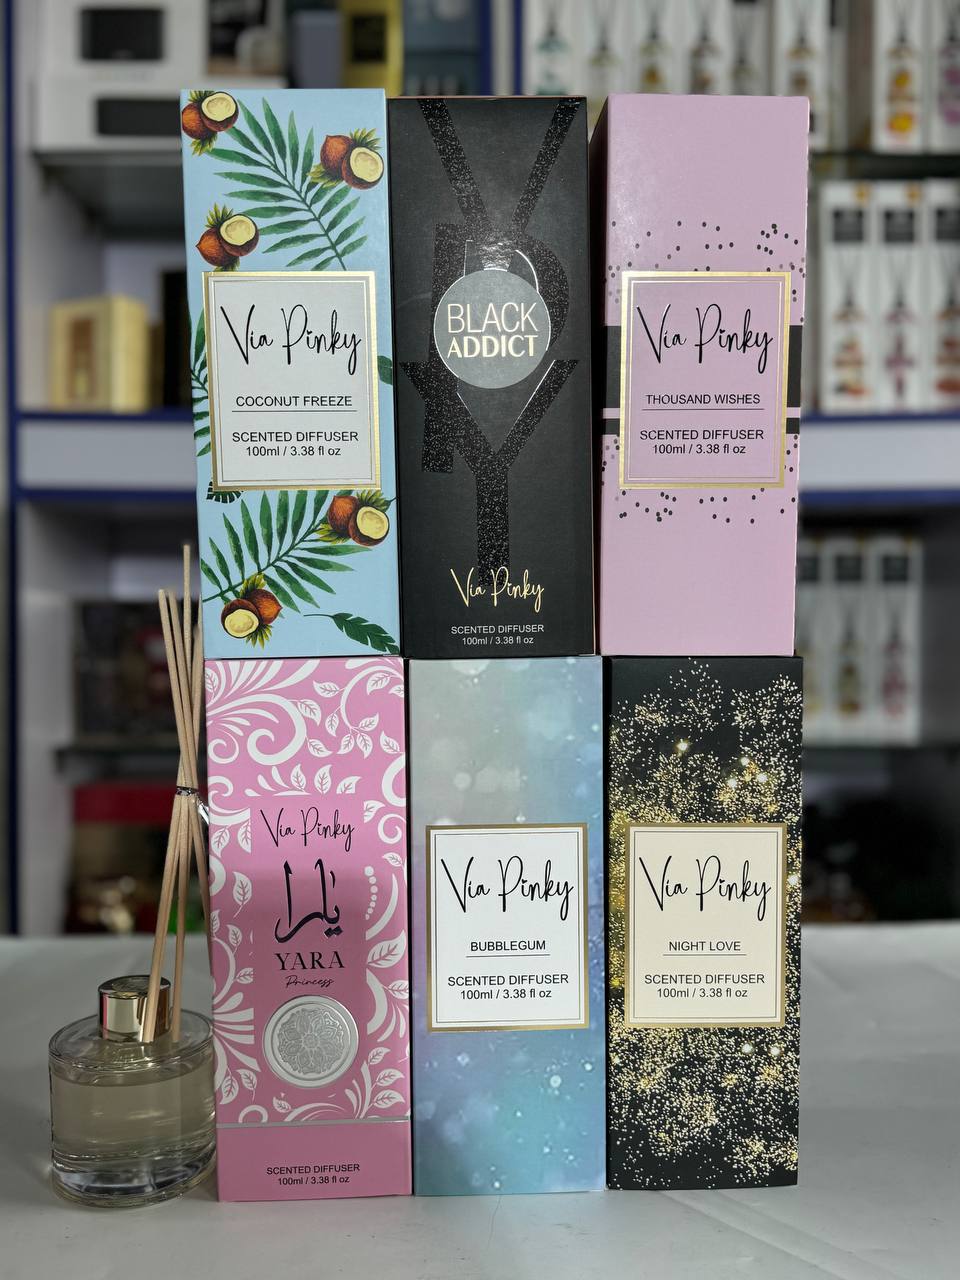 Via Pinky
COCONUT FREEZE
SCENTED DIFFUSER
100ml / 3.38 fl oz
VERY
BLACK
ADDICT
Via Pinky
SCENTED DIFFUSER
100ml / 3.38 fl oz
Via Pinky
THOUSAND WISHES
SCENTED DIFFUSER
100ml / 3.38 fl oz
Via Pinky
يارا
YARA
Princess
SCENTED DIFFUSER
100ml / 3.38 fl oz
Via Pinky
BUBBLEGUM
SCENTED DIFFUSER
100ml / 3.38 fl oz
Via Pinky
NIGHT LOVE
SCENTED DIFFUSER
100ml / 3.38 fl oz